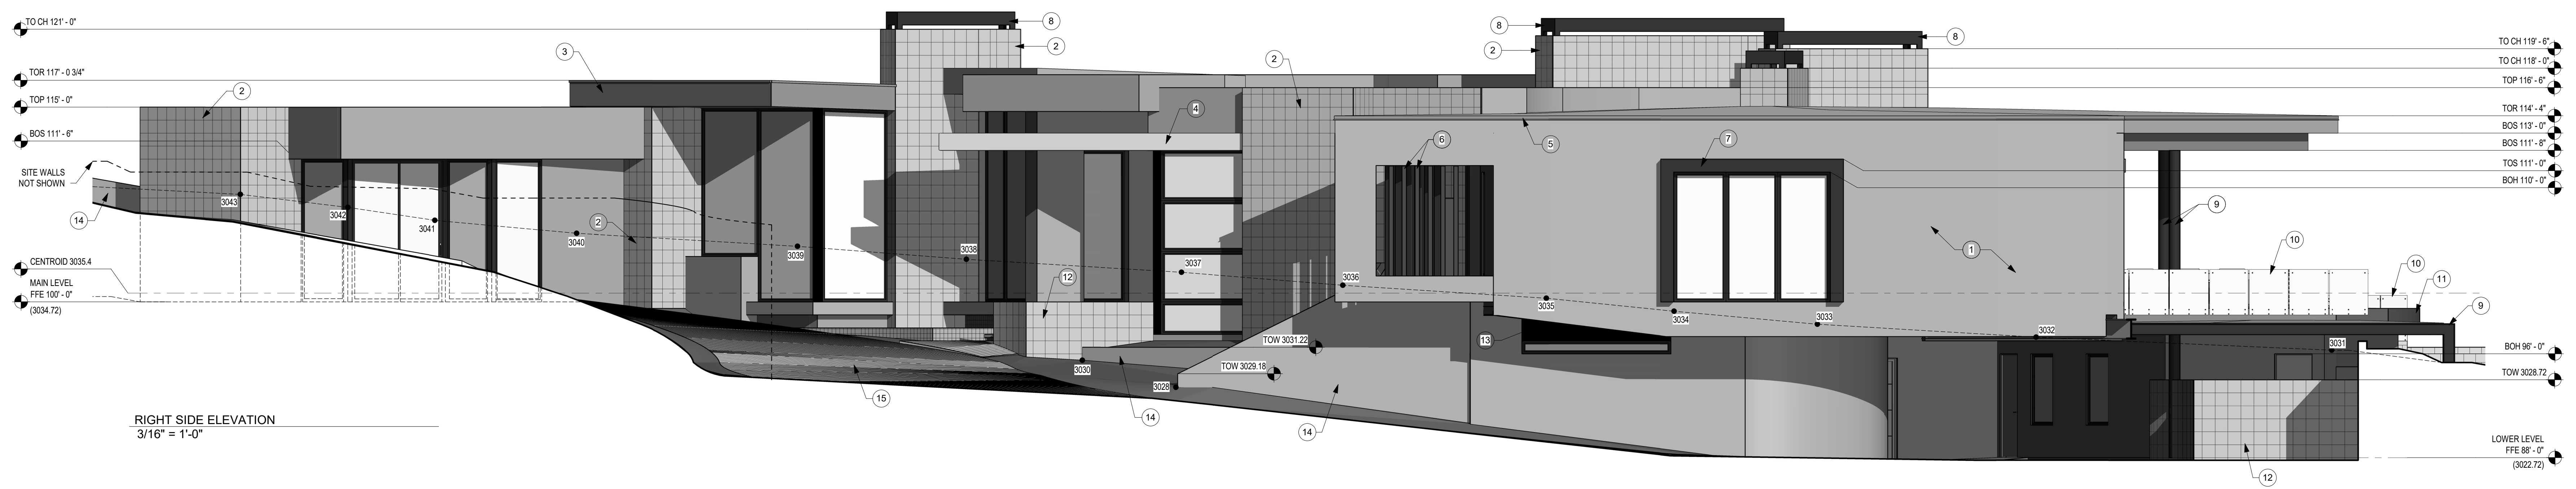 TO CH 121' - 0"
TOR 117' - 0 3/4"
TOP 115' - 0"
BOS 111' - 6"
SITE WALLS
NOT SHOWN
CENTROID 3035.4
MAIN LEVEL
FFE 100' - 0"
(3034.72)
14
2
3
8
2
4
2
8
2
8
5
6
7
1
9
10
10
11
9
2
12
13
14
14
15
12
3043
3042
3041
3040
3039
3038
3037
3036
3035
3034
3033
3032
3031
3030
3028
TOW 3031.22
TOW 3029.18
TO CH 119' - 6"
TO CH 118' - 0"
TOP 116' - 6"
TOR 114' - 4"
BOS 113' - 0"
BOS 111' - 8"
TOS 111' - 0"
BOH 110' - 0"
BOH 96' - 0"
TOW 3028.72
LOWER LEVEL
FFE 88' - 0"
(3022.72)
RIGHT SIDE ELEVATION
3/16" = 1'-0"